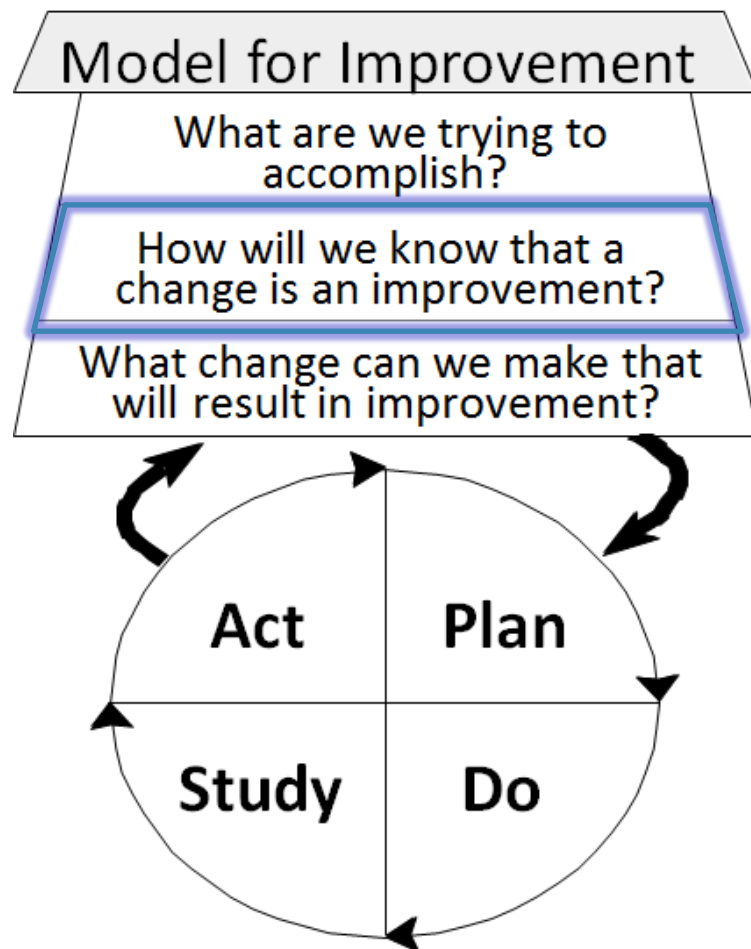 Model for Improvement
What are we trying to
accomplish?
How will we know that a
change is an improvement?
What change can we make that
will result in improvement?
Act
Plan
Study
Do